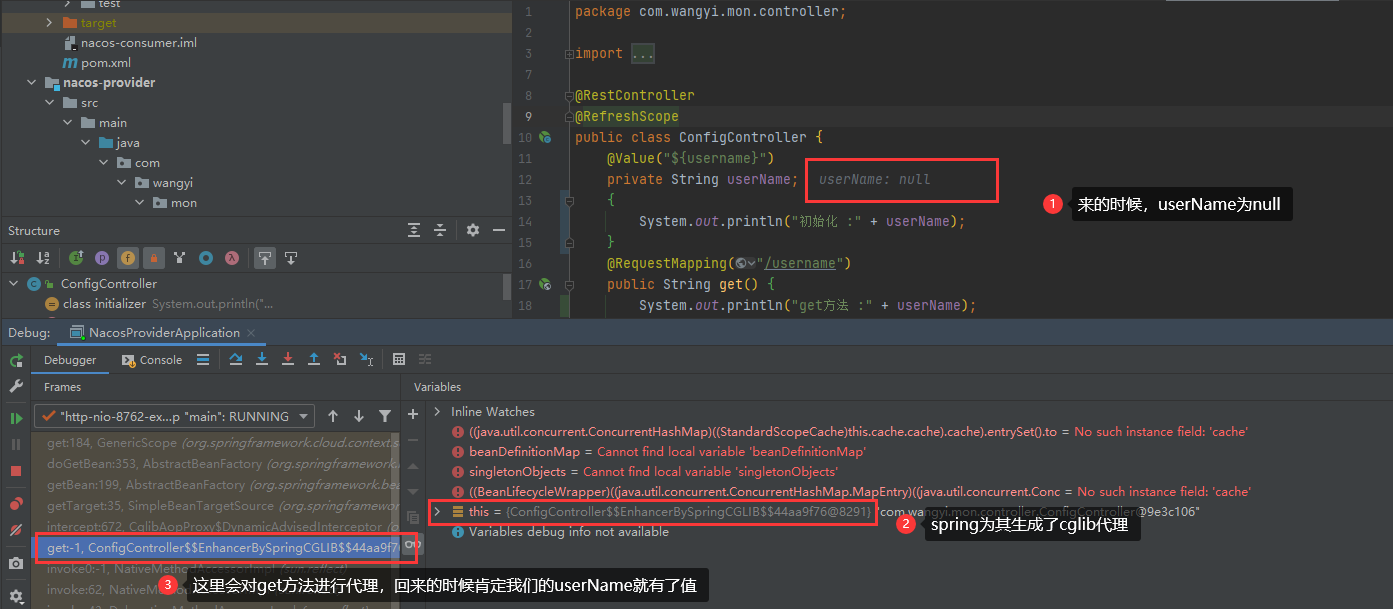 test
target
nacos-consumer.iml
m pom.xml
nacos-provider
src
main
java
com
wangyi
mon
Structure
ConfigController
class initializer System.out.println("...
1 package com.wangyi.mon.controller;
2
3 import ...
7
8 @RestController
9 @RefreshScope
10 public class ConfigController {
11 @Value("${username}")
12 private String userName; userName: null
13 {
14 System.out.println("初始化 :" + userName);
15 }
16 @RequestMapping("/username")
17 public String get() {
18 System.out.println("get方法 :" + userName);
1 来的时候，userName为null
Debug: NacosProviderApplication
Debugger Console
Frames
"http-nio-8762-ex...p "main": RUNNING
get:184, GenericScope (org.springframework.cloud.context.s
doGetBean:353, AbstractBeanFactory (org.springframework.
getBean:199, AbstractBeanFactory (org.springframework.bea
getTarget:35, SimpleBeanTargetSource (org.springframework
intercept:672, CglibAopProxy$DynamicAdvisedInterceptor (o
get:-1, ConfigController$$EnhancerBySpringCGLIB$$44aa9f76
invoke0:-1, NativeMethodAccessorImpl (sun.reflect)
invoke:62, NativeM
3 这里会对get方法进行代理，回来的时候肯定我们的userName就有了值
Variables
Inline Watches
((java.util.concurrent.ConcurrentHashMap)((StandardScopeCache)this.cache.cache).cache).entrySet().to = No such instance field: 'cache'
beanDefinitionMap = Cannot find local variable 'beanDefinitionMap'
singletonObjects = Cannot find local variable 'singletonObjects'
((BeanLifecycleWrapper)((java.util.concurrent.ConcurrentHashMap.MapEntry)((java.util.concurrent.Conc = No such instance field: 'cache'
this = {ConfigController$$EnhancerBySpringCGLIB$$44aa9f76@8291} "com.wangyi.mon.controller.ConfigController@9e3c106"
Variables debug info not available
2 spring为其生成了cglib代理